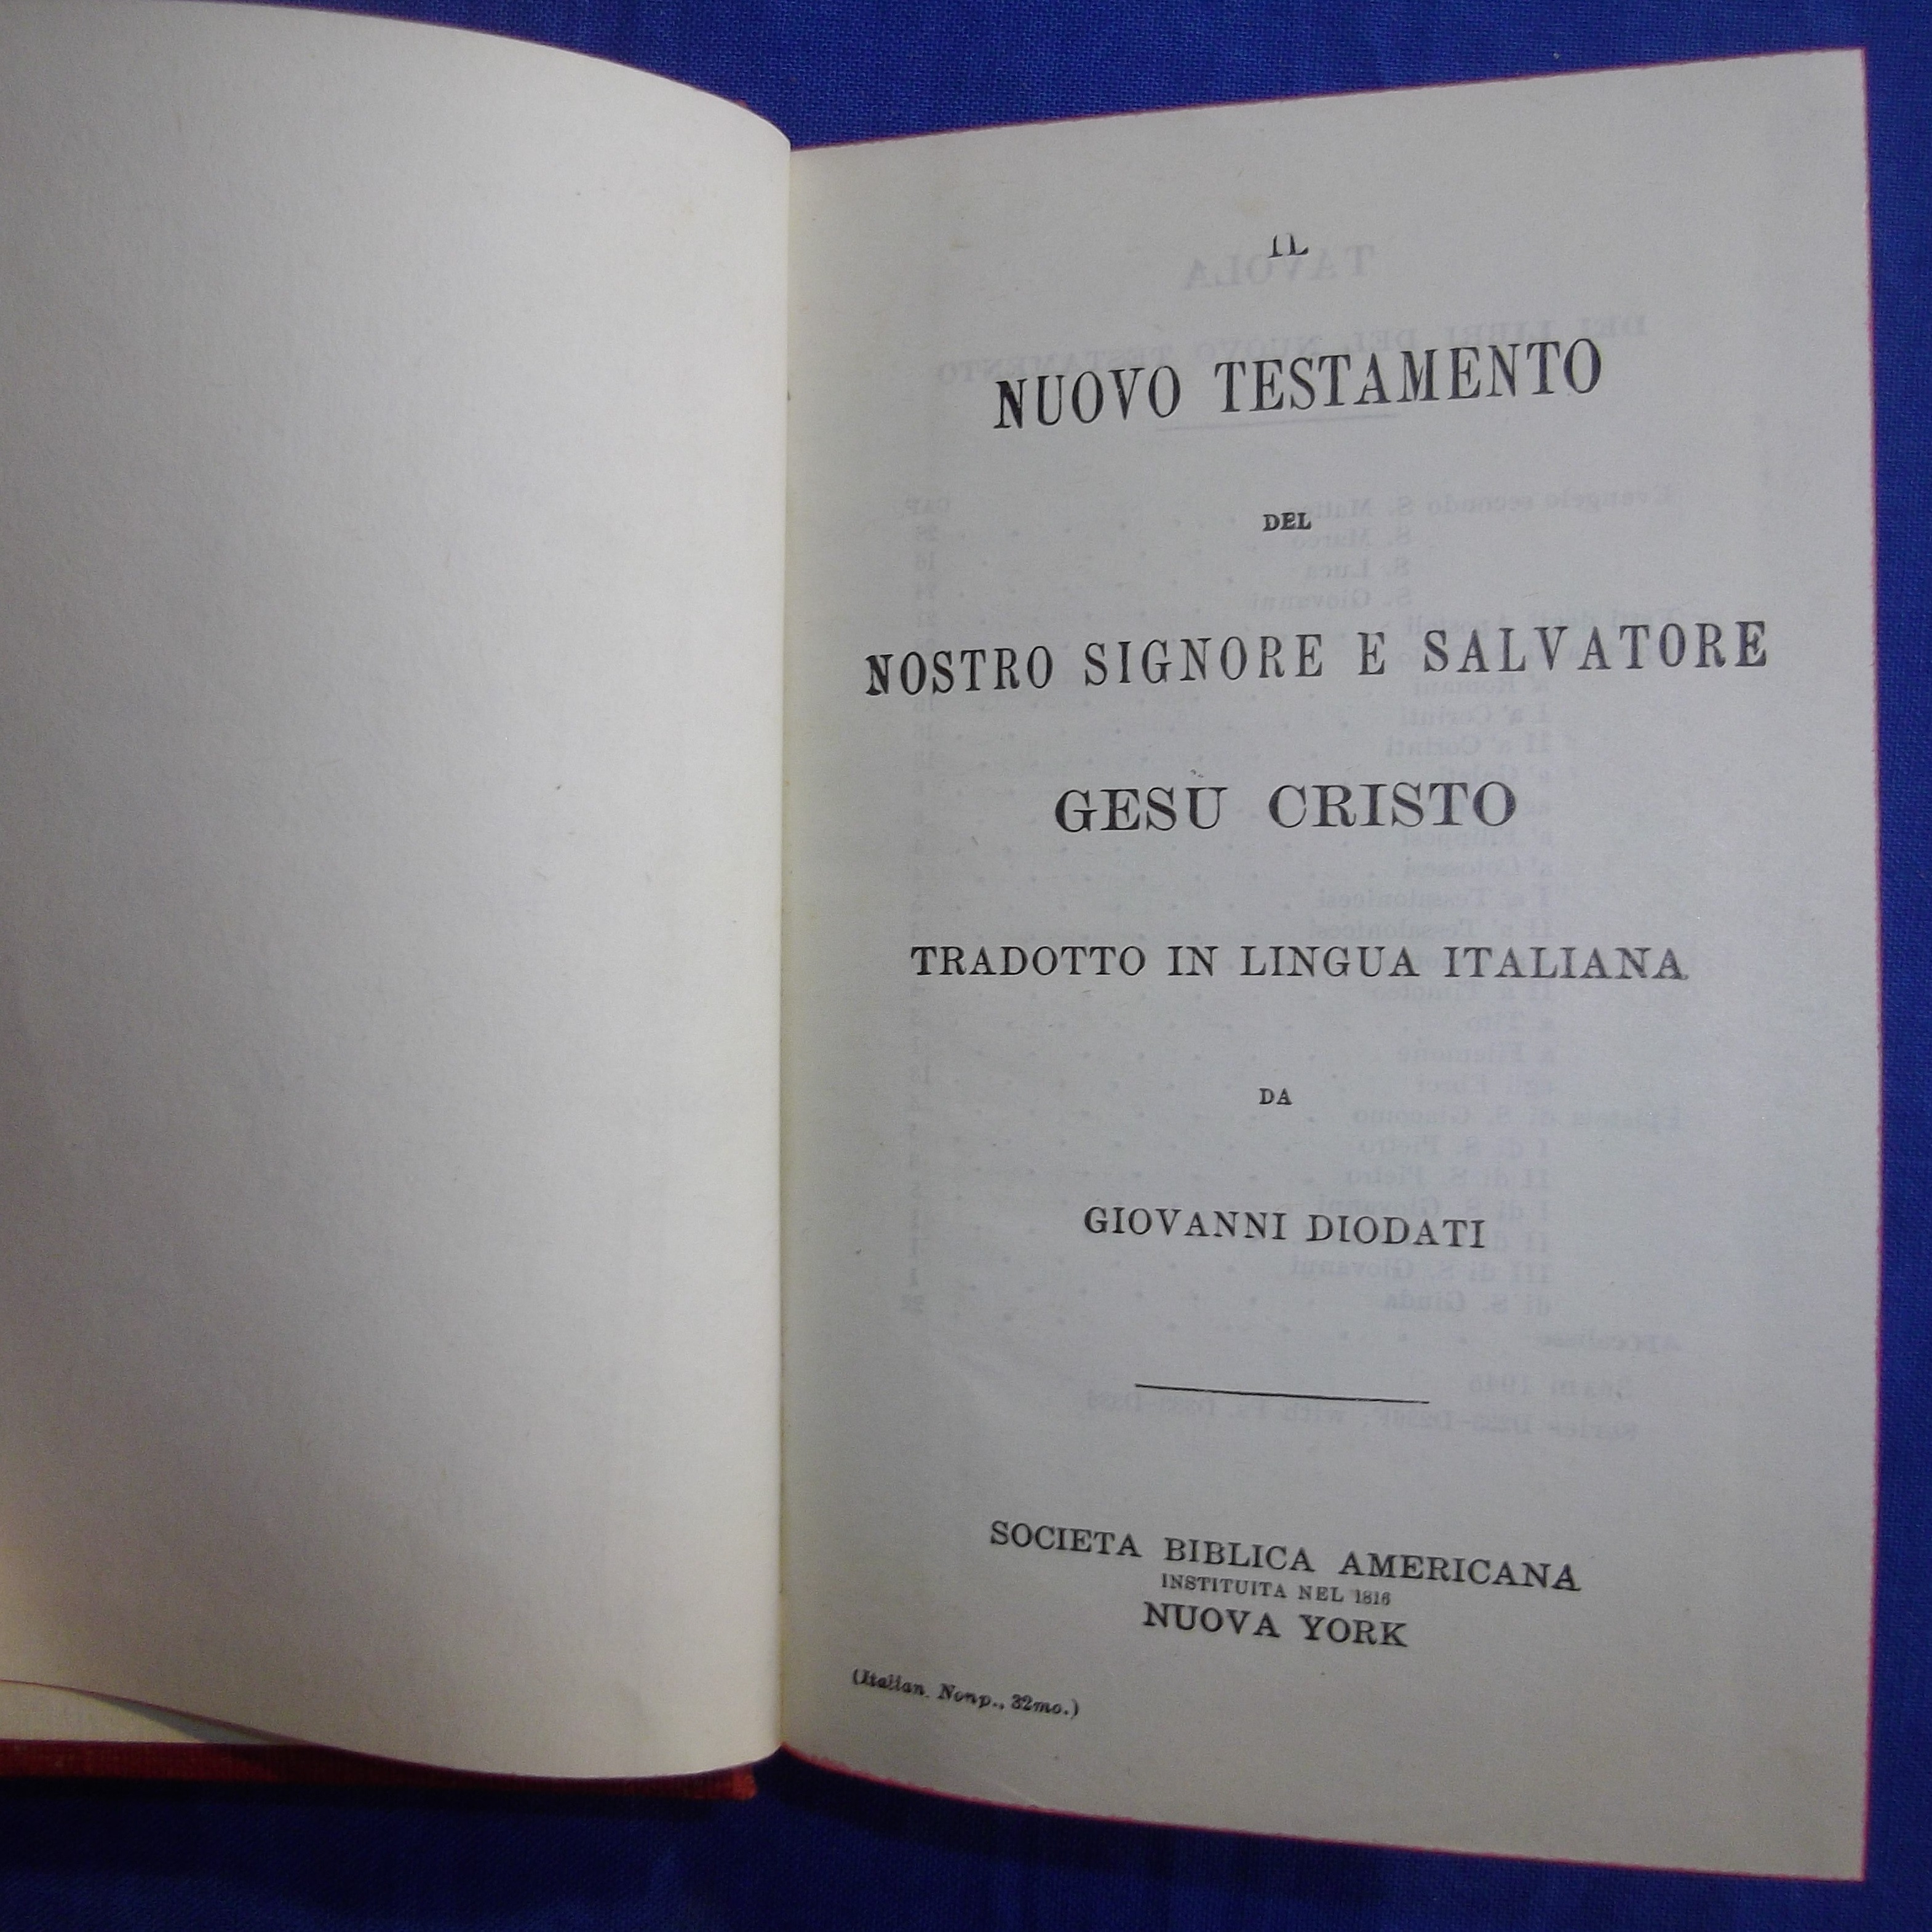 IL
NUOVO TESTAMENTO
DEL
NOSTRO SIGNORE E SALVATORE
GESÙ CRISTO
TRADOTTO IN LINGUA ITALIANA
DA
GIOVANNI DIODATI
SOCIETA BIBLICA AMERICANA
INSTITUITA NEL 1816
NUOVA YORK
(Italian. Nonp., 32mo.)